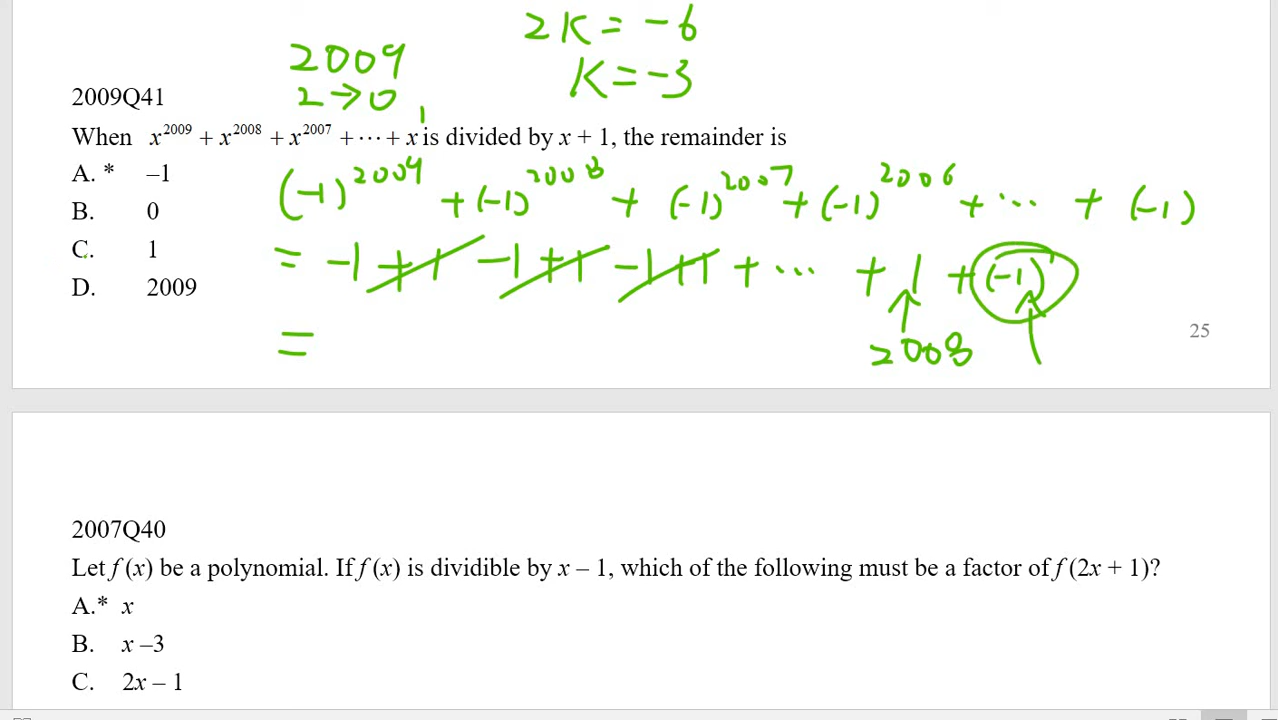 2K = -6
2009
K = -3
2009Q41
2 → 0
When x^2009 + x^2008 + x^2007 + ⋯ + x^1 is divided by x + 1, the remainder is
A. * –1
(-1)^2009 + (-1)^2008 + (-1)^2007 + (-1)^2006 + ... + (-1)
B. 0
C. 1
= -1 + 1 -1 + 1 -1 + 1 + ... + 1 + (-1)^1
D. 2009
=
2008
25
2007Q40
Let f (x) be a polynomial. If f (x) is dividible by x – 1, which of the following must be a factor of f (2x + 1)?
A.* x
B. x –3
C. 2x – 1